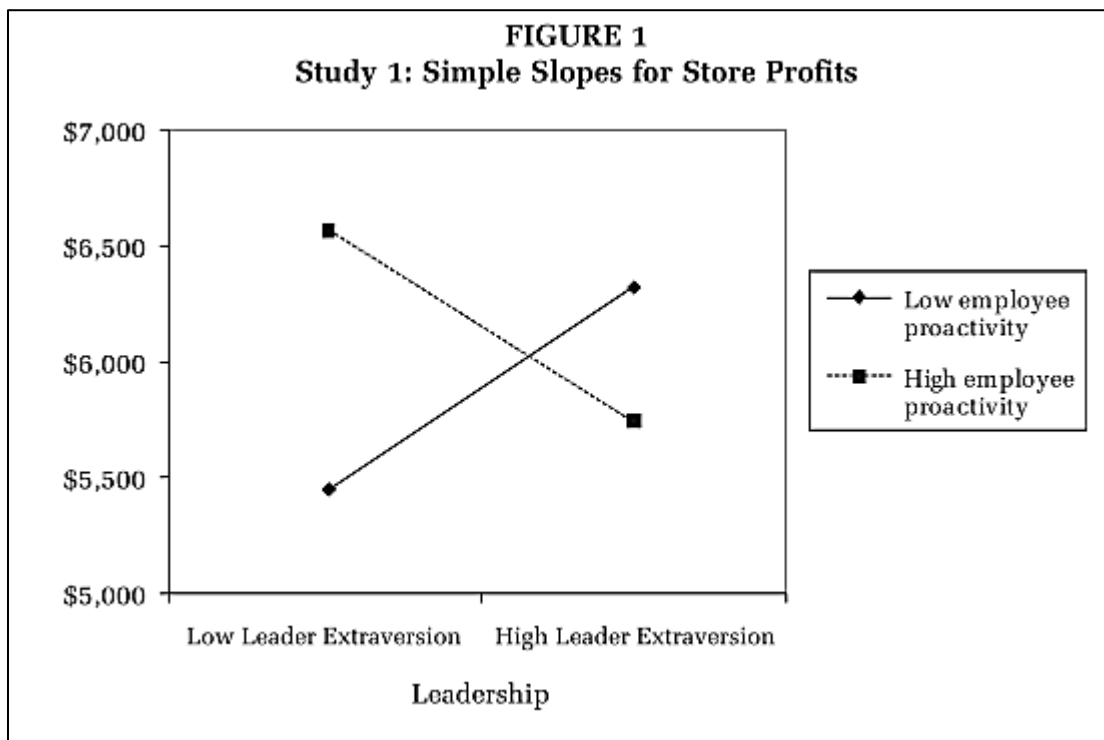 FIGURE 1
Study 1: Simple Slopes for Store Profits
$7,000
$6,500
$6,000
$5,500
$5,000
Low Leader Extraversion
High Leader Extraversion
Leadership
Low employee
proactivity
High employee
proactivity